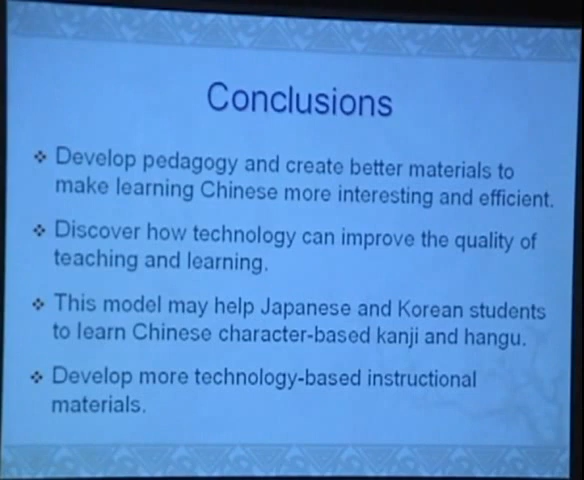 Conclusions
Develop pedagogy and create better materials to
make learning Chinese more interesting and efficient.
Discover how technology can improve the quality of
teaching and learning.
This model may help Japanese and Korean students
to learn Chinese character-based kanji and hangu.
Develop more technology-based instructional
materials.